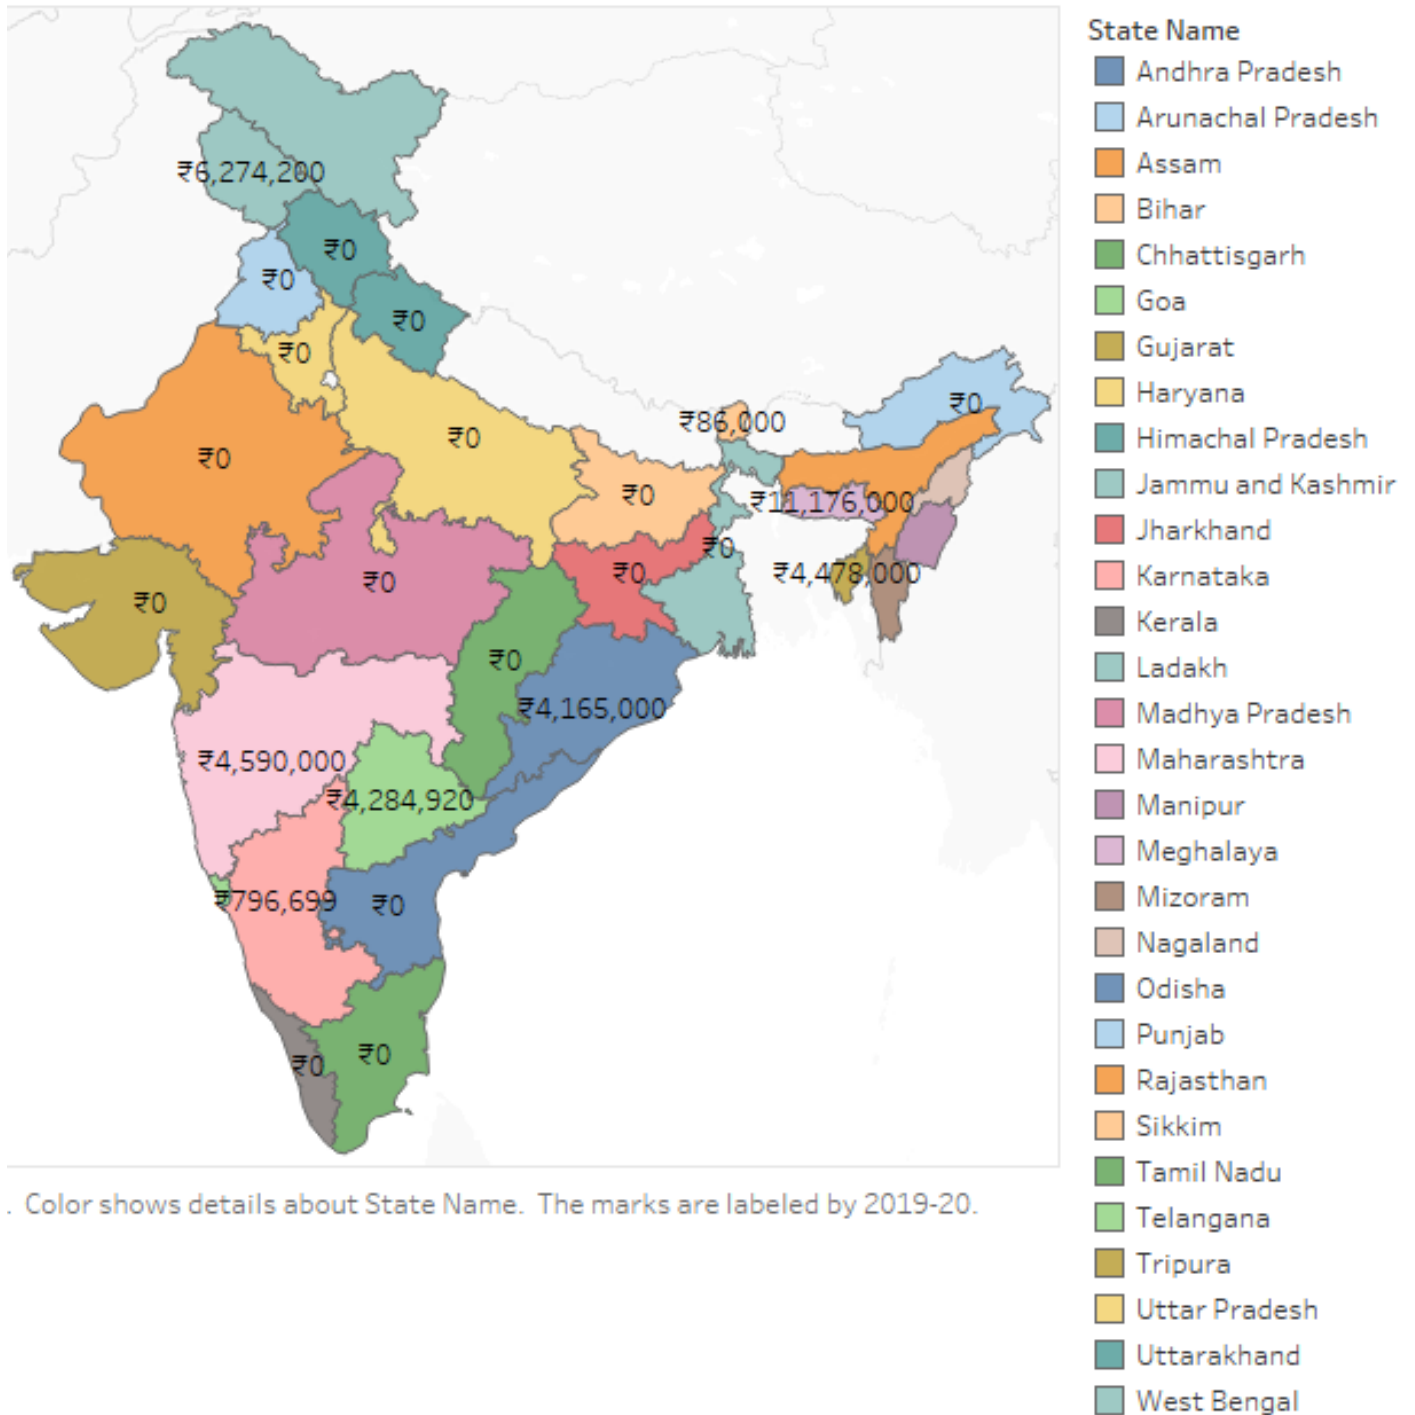 State Name
Andhra Pradesh
Arunachal Pradesh
Assam
Bihar
Chhattisgarh
Goa
Gujarat
Haryana
Himachal Pradesh
Jammu and Kashmir
Jharkhand
Karnataka
Kerala
Ladakh
Madhya Pradesh
Maharashtra
Manipur
Meghalaya
Mizoram
Nagaland
Odisha
Punjab
Rajasthan
Sikkim
Tamil Nadu
Telangana
Tripura
Uttar Pradesh
Uttarakhand
West Bengal
₹6,274,200
₹0
₹0
₹0
₹0
₹0
₹86,000
₹0
₹0
₹0
₹11,176,000
₹0
₹0
₹4,478,000
₹0
₹0
₹0
₹4,165,000
₹4,590,000
₹4,284,920
₹796,699
₹0
₹0
₹0
. Color shows details about State Name. The marks are labeled by 2019-20.